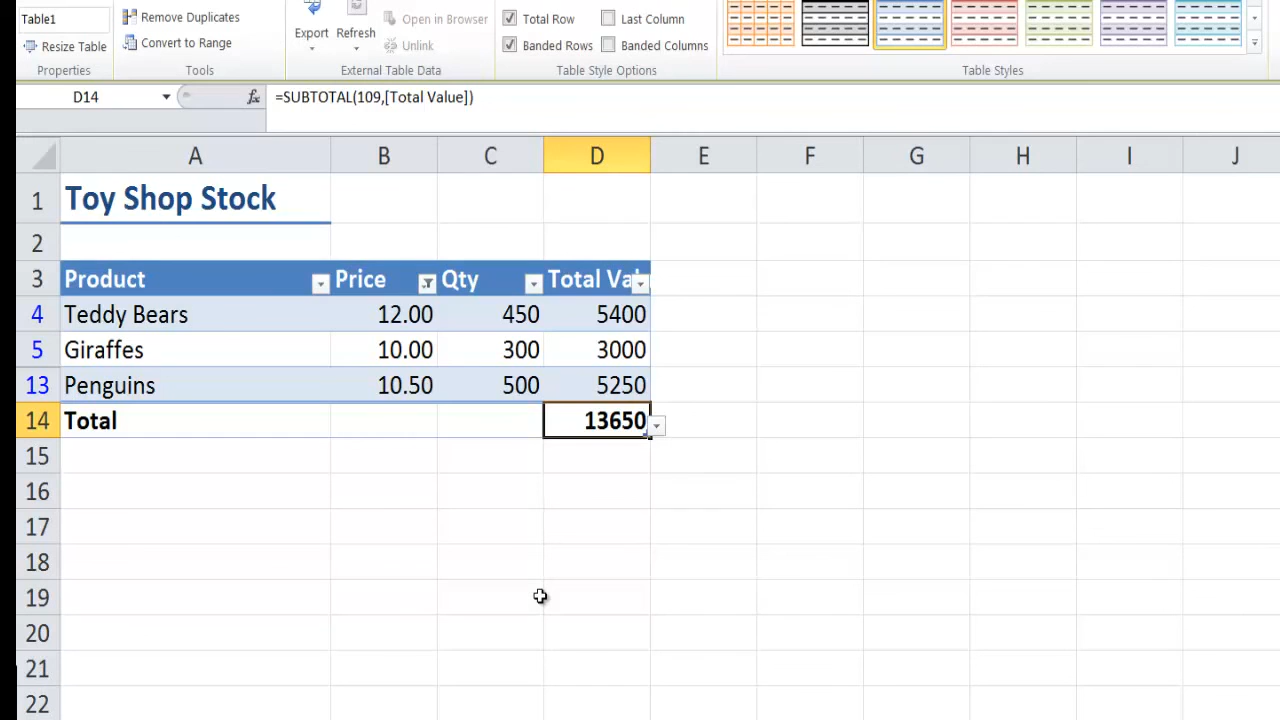 Table1
Resize Table
Properties
Remove Duplicates
Convert to Range
Tools
Export
Refresh
Open in Browser
Unlink
External Table Data
Total Row
Last Column
Banded Rows
Banded Columns
Table Style Options
Table Styles
D14
fx
=SUBTOTAL(109,[Total Value])
A B C D E F G H I J
1 Toy Shop Stock
2
3 Product Price Qty Total Val
4 Teddy Bears 12.00 450 5400
5 Giraffes 10.00 300 3000
13 Penguins 10.50 500 5250
14 Total 13650
15
16
17
18
19
20
21
22